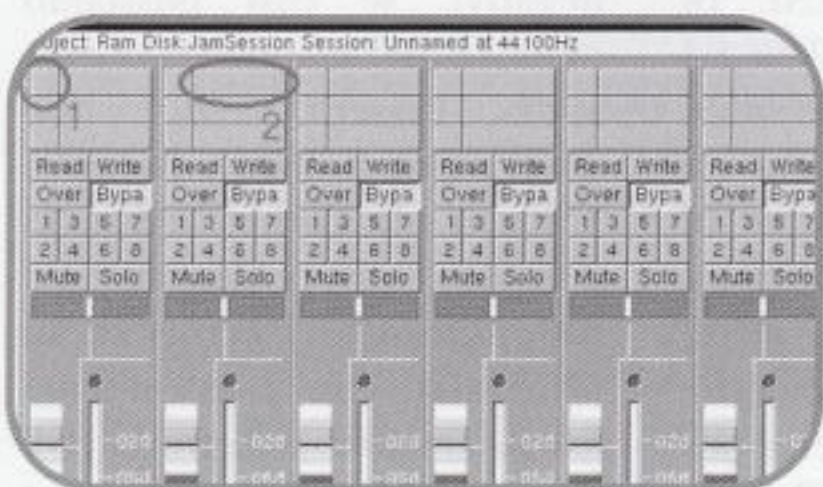 oject: Ram Disk:JamSession Session: Unnamed at 44100Hz
1 2
Read Write Read Write Read Write Read Write Read Write Read Write
Over Bypa Over Bypa Over Bypa Over Bypa Over Bypa Over Bypa
1 3 5 7 1 3 5 7 1 3 5 7 1 3 5 7 1 3 5 7 1 3 5 7
2 4 6 8 2 4 6 8 2 4 6 8 2 4 6 8 2 4 6 8 2 4 6 8
Mute Solo Mute Solo Mute Solo Mute Solo Mute Solo Mute Solo